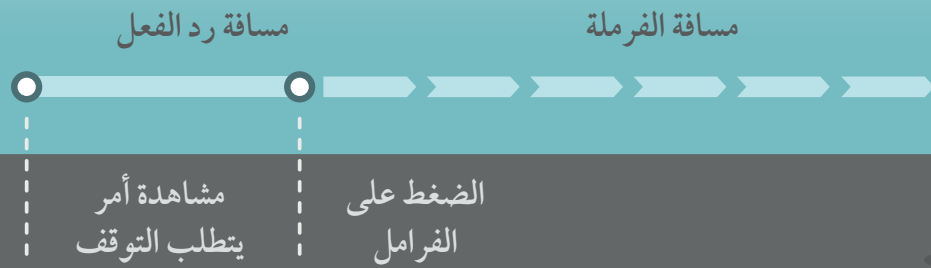 مسافة رد الفعل
مسافة الفرملة
مشاهدة أمر
يتطلب التوقف
الضغط على
الفرامل